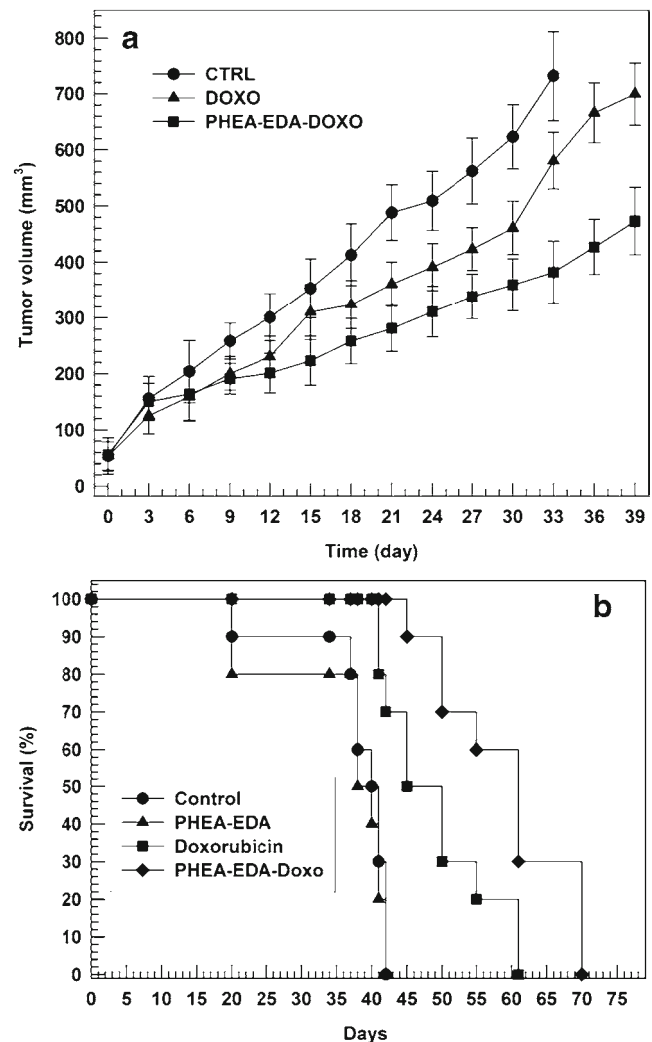 a
CTRL
DOXO
PHEA-EDA-DOXO
800
700
600
500
400
300
200
100
0
Tumor volume (mm³)
0 3 6 9 12 15 18 21 24 27 30 33 36 39
Time (day)
b
100
90
80
70
60
50
40
30
20
10
0
Survival (%)
Control
PHEA-EDA
Doxorubicin
PHEA-EDA-Doxo
0 20 25 30 35 40 45 50 55 60 65 70 75
Days